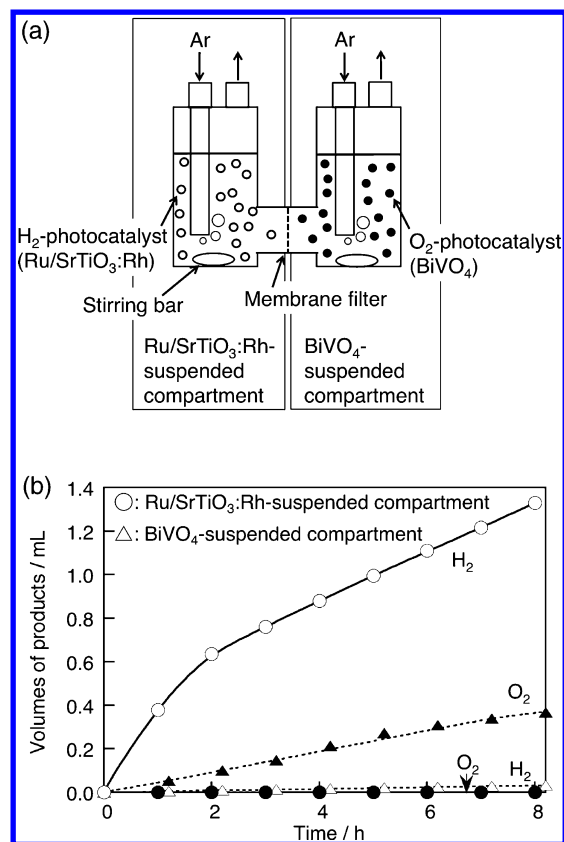 (a)
Ar
Ar
H₂-photocatalyst
(Ru/SrTiO₃:Rh)
O₂-photocatalyst
(BiVO₄)
Stirring bar
Membrane filter
Ru/SrTiO₃:Rh-
suspended
compartment
BiVO₄-
suspended
compartment
(b)
○: Ru/SrTiO₃:Rh-suspended compartment
△: BiVO₄-suspended compartment
H₂
O₂
O₂
H₂
Volumes of products / mL
1.4
1.2
1.0
0.8
0.6
0.4
0.2
0.0
0 2 4 6 8
Time / h